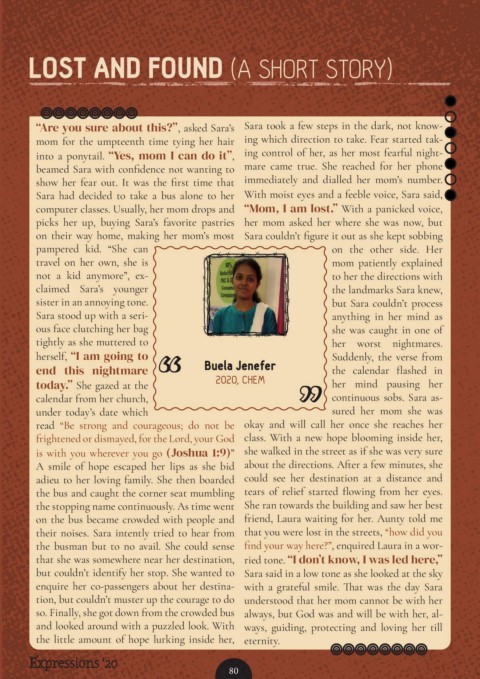 LOST AND FOUND (A SHORT STORY)
“Are you sure about this?”, asked Sara’s
mom for the umpteenth time tying her hair
into a ponytail. “Yes, mom I can do it”,
beamed Sara with confidence not wanting to
show her fear out. It was the first time that
Sara had decided to take a bus alone to her
computer classes. Usually, her mom drops and
picks her up, buying Sara’s favorite pastries
on their way home, making her mom’s most
pampered kid. “She can
travel on her own, she is
not a kid anymore”, ex-
claimed Sara’s younger
sister in an annoying tone.
Sara stood up with a seri-
ous face clutching her bag
tightly as she muttered to
herself, “I am going to
end this nightmare
today.” She gazed at the
calendar from her church,
under today’s date which
read “Be strong and courageous; do not be
frightened or dismayed, for the Lord, your God
is with you wherever you go (Joshua 1:9)”
A smile of hope escaped her lips as she bid
adieu to her loving family. She then boarded
the bus and caught the corner seat mumbling
the stopping name continuously. As time went
on the bus became crowded with people and
their noises. Sara intently tried to hear from
the busman but to no avail. She could sense
that she was somewhere near her destination,
but couldn’t identify her stop. She wanted to
enquire her co-passengers about her destina-
tion, but couldn’t muster up the courage to do
so. Finally, she got down from the crowded bus
and looked around with a puzzled look. With
the little amount of hope lurking inside her,
Sara took a few steps in the dark, not know-
ing which direction to take. Fear started tak-
ing control of her, as her most fearful night-
mare came true. She reached for her phone
immediately and dialled her mom’s number.
With moist eyes and a feeble voice, Sara said,
“Mom, I am lost.” With a panicked voice,
her mom asked her where she was now, but
Sara couldn’t figure it out as she kept sobbing
on the other side. Her
mom patiently explained
to her the directions with
the landmarks Sara knew,
but Sara couldn’t process
anything in her mind as
she was caught in one of
her worst nightmares.
Suddenly, the verse from
the calendar flashed in
her mind pausing her
continuous sobs. Sara as-
sured her mom she was
okay and will call her once she reaches her
class. With a new hope blooming inside her,
she walked in the street as if she was very sure
about the directions. After a few minutes, she
could see her destination at a distance and
tears of relief started flowing from her eyes.
She ran towards the building and saw her best
friend, Laura waiting for her. Aunty told me
that you were lost in the streets, “how did you
find your way here?”, enquired Laura in a wor-
ried tone. “I don’t know, I was led here,”
Sara said in a low tone as she looked at the sky
with a grateful smile. That was the day Sara
understood that her mom cannot be with her
always, but God was and will be with her, al-
ways, guiding, protecting and loving her till
eternity.
Buela Jenefer
2020, CHEM
Expressions ’20
80